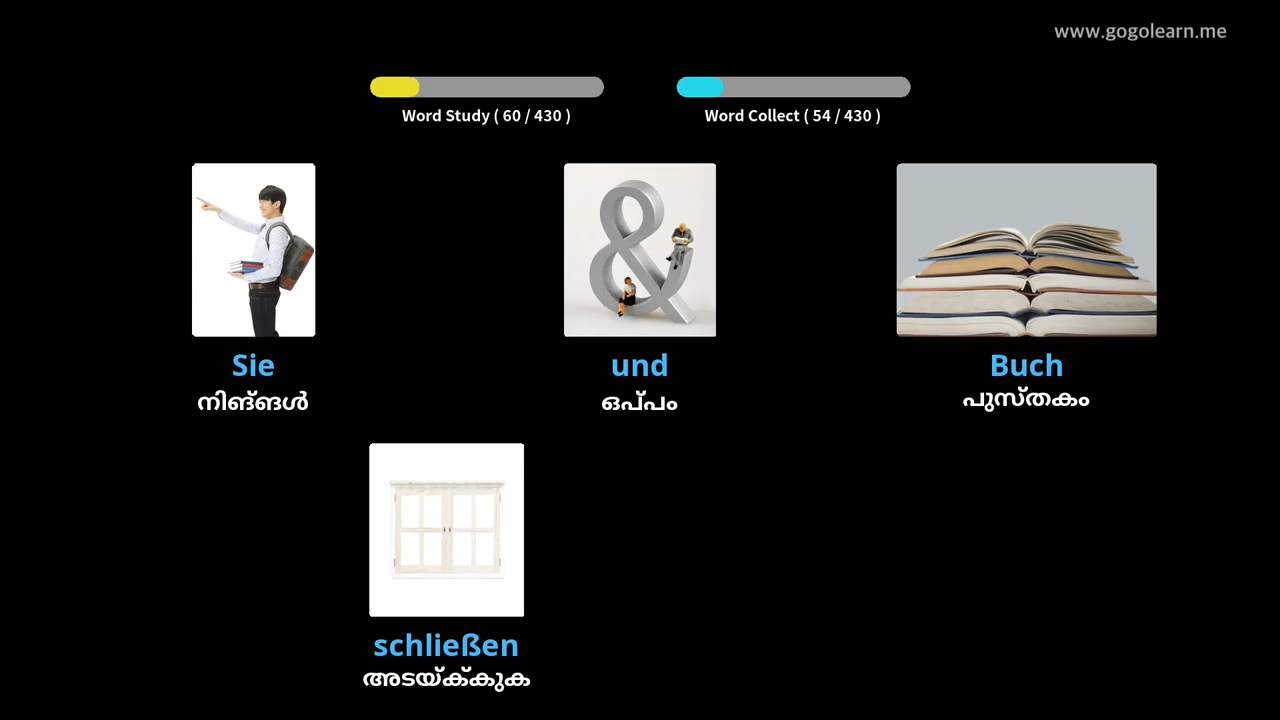 www.gogolearn.me
Word Study ( 60 / 430 )
Word Collect ( 54 / 430 )
Sie
നിങ്ങൾ
und
ഒപ്പം
Buch
പുസ്തകം
schließen
അടയ്ക്കുക